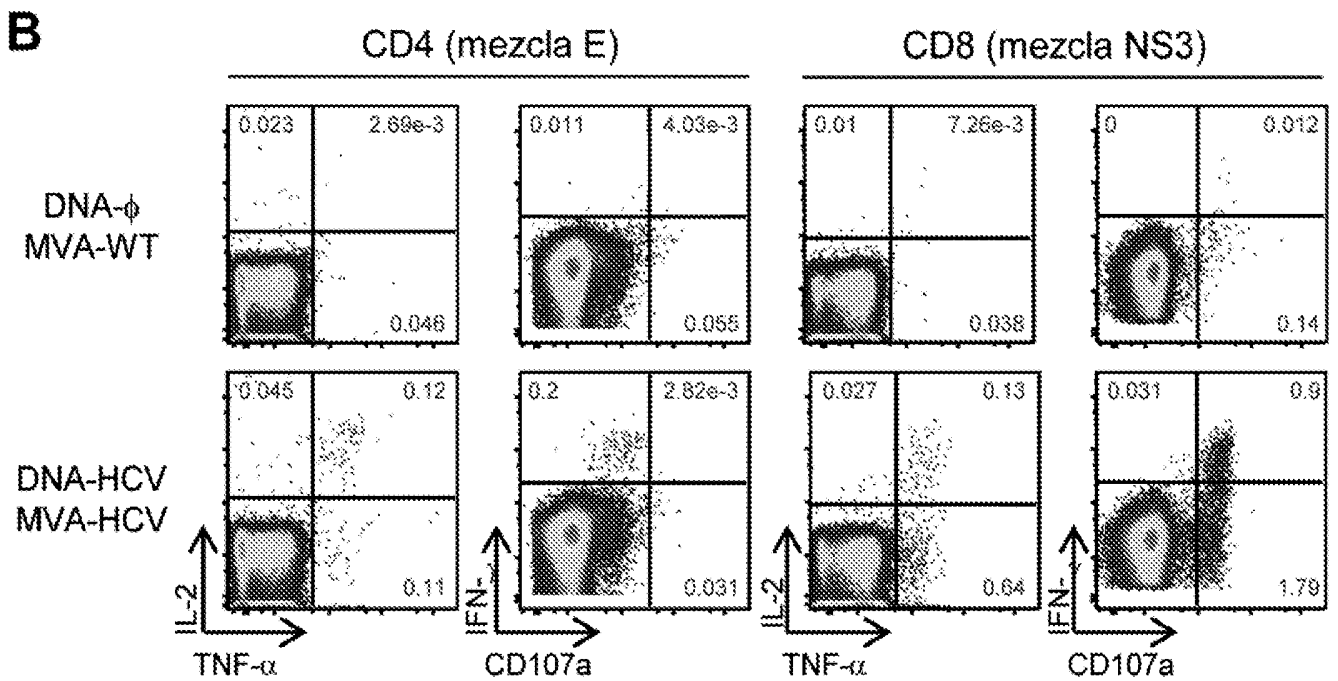 B
CD4 (mezcla E)
CD8 (mezcla NS3)
DNA-ϕ
MVA-WT
0.023
2.69e-3
0.046
0.011
4.03e-3
0.055
0.01
7.26e-3
0.038
0
0.012
0.14
DNA-HCV
MVA-HCV
0.045
0.12
0.11
0.2
2.82e-3
0.031
0.027
0.13
0.64
0.031
0.9
1.79
IL-2
TNF-α
IFN-
CD107a
IL-2
TNF-α
IFN-
CD107a